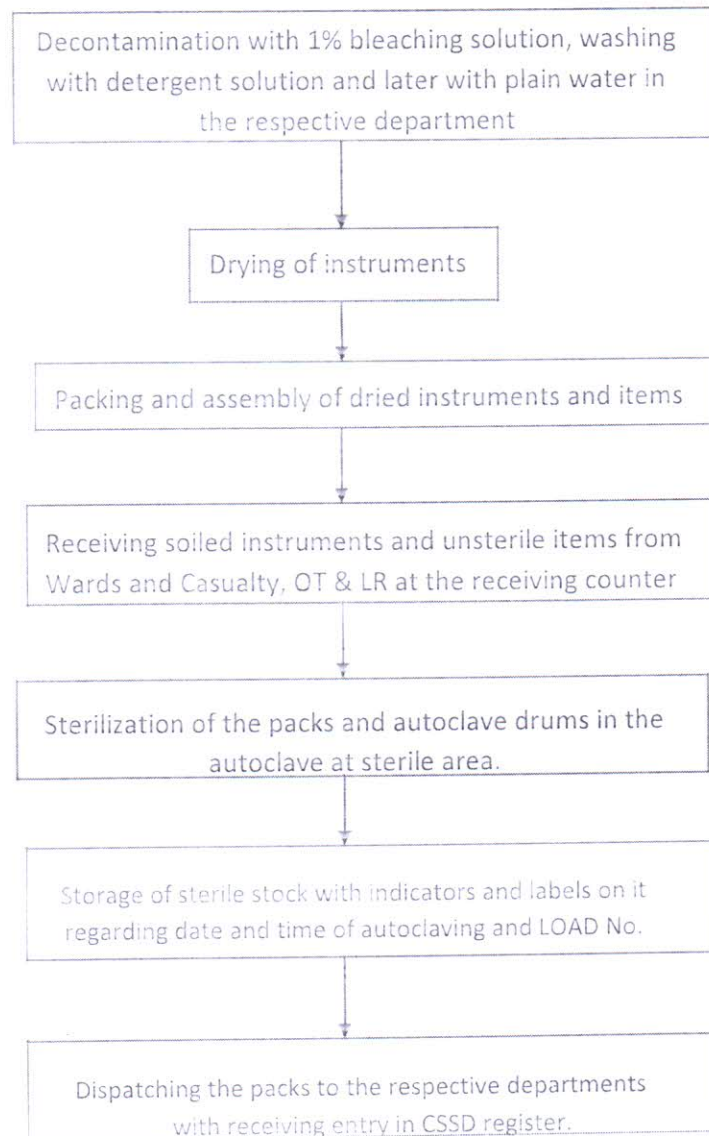 Decontamination with 1% bleaching solution, washing
with detergent solution and later with plain water in
the respective department
Drying of instruments
Packing and assembly of dried instruments and items
Receiving soiled instruments and unsterile items from
Wards and Casualty, OT & LR at the receiving counter
Sterilization of the packs and autoclave drums in the
autoclave at sterile area.
Storage of sterile stock with indicators and labels on it
regarding date and time of autoclaving and LOAD No.
Dispatching the packs to the respective departments
with receiving entry in CSSD register.